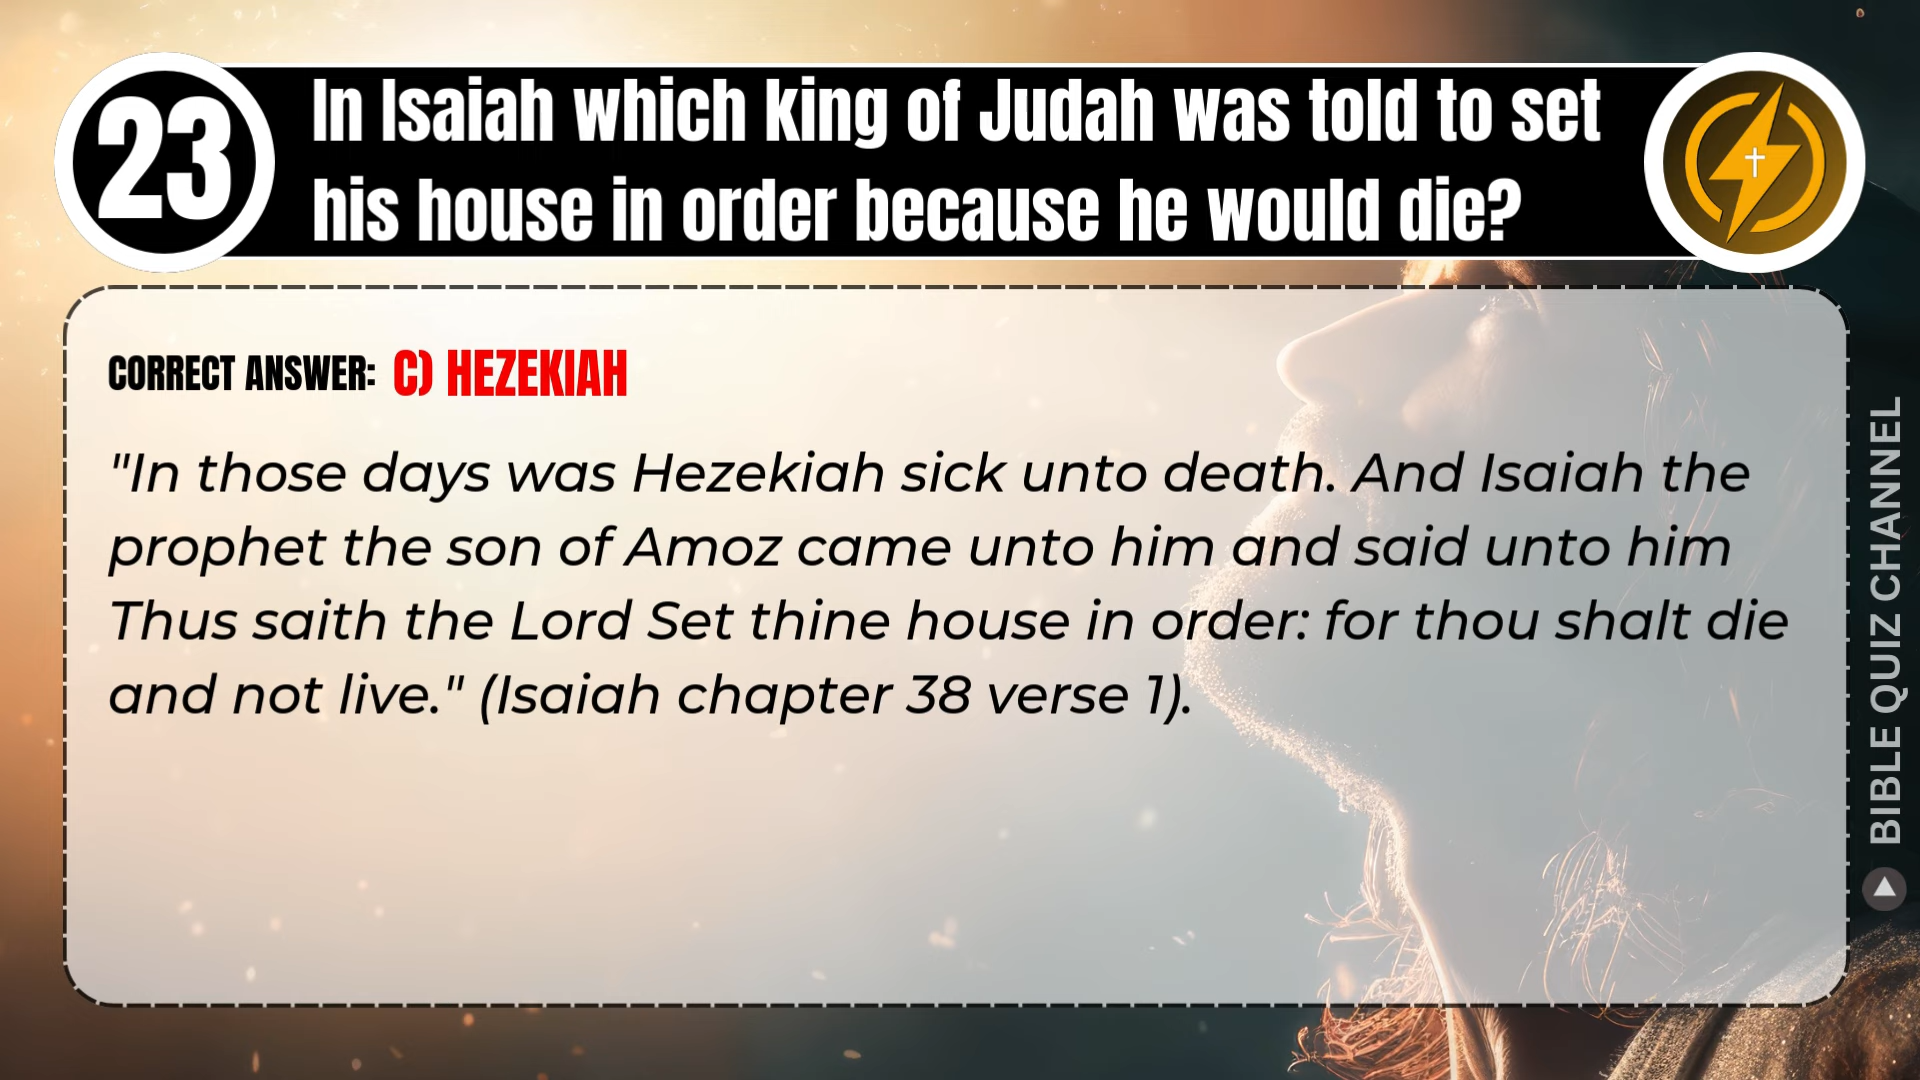 23
In Isaiah which king of Judah was told to set
his house in order because he would die?
CORRECT ANSWER: C) HEZEKIAH
"In those days was Hezekiah sick unto death. And Isaiah the
prophet the son of Amoz came unto him and said unto him
Thus saith the Lord Set thine house in order: for thou shalt die
and not live." (Isaiah chapter 38 verse 1).
BIBLE QUIZ CHANNEL